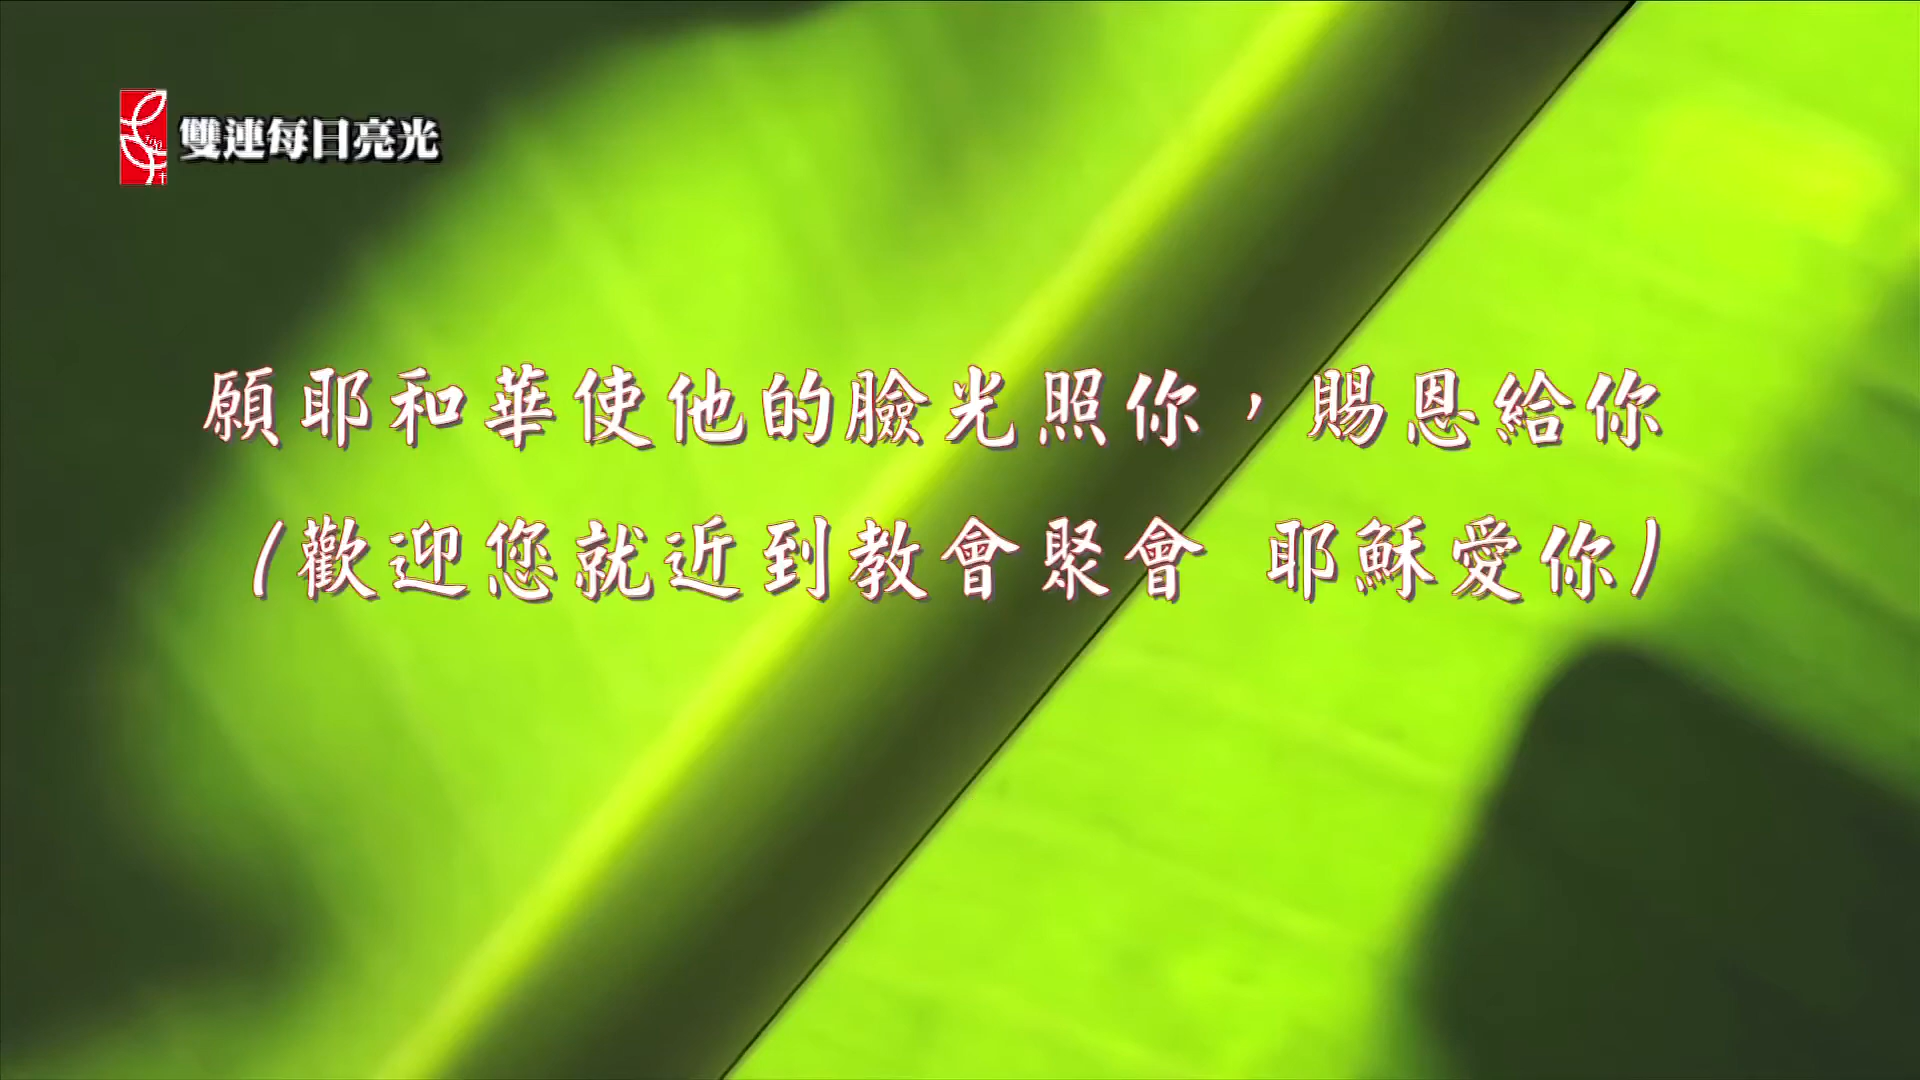 雙連每日亮光
願耶和華使他的臉光照你，賜恩給你
(歡迎您就近到教會聚會 耶穌愛你)